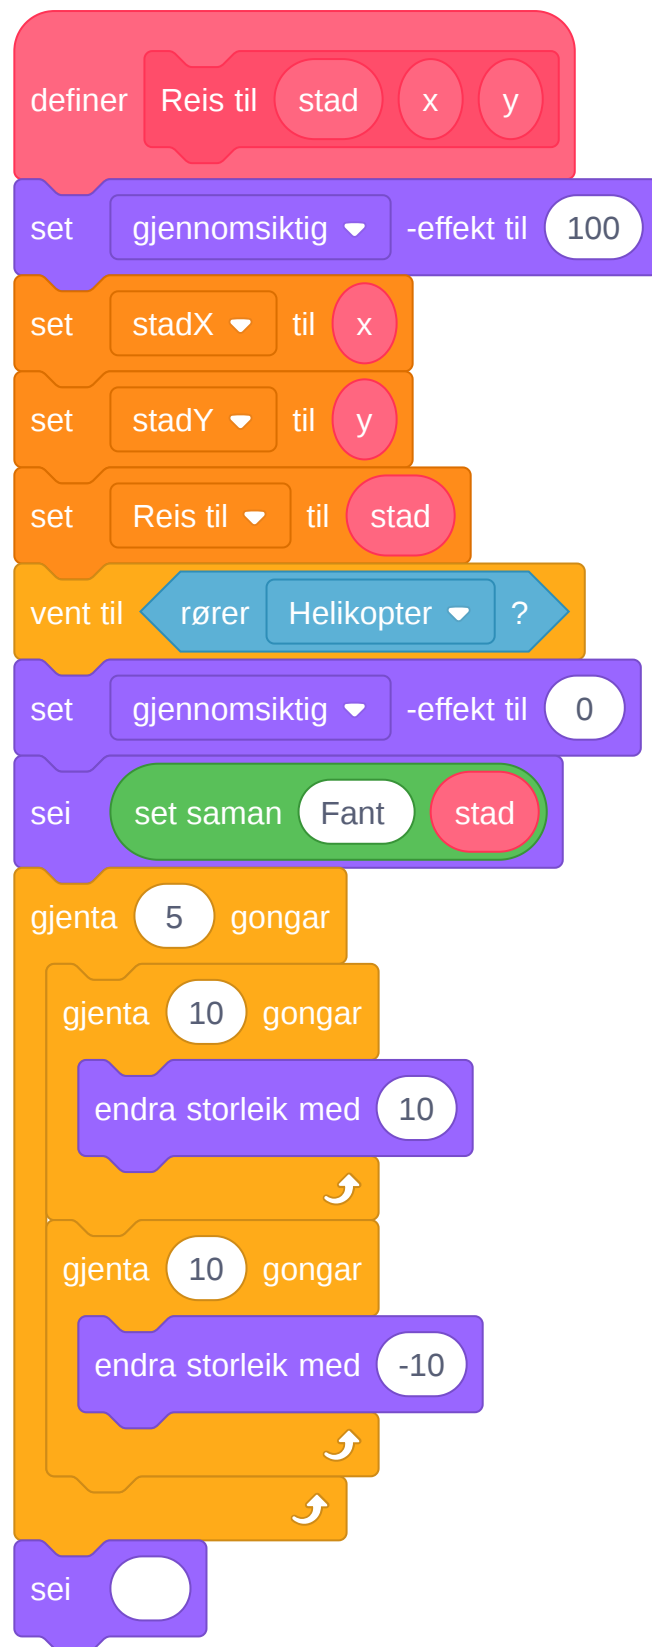 definer Reis til stad x y
set gjennomsiktig -effekt til 100
set stadX til x
set stadY til y
set Reis til til stad
vent til rører Helikopter ?
set gjennomsiktig -effekt til 0
sei set saman Fant stad
gjenta 5 gongar
gjenta 10 gongar
endra storleik med 10
gjenta 10 gongar
endra storleik med -10
sei